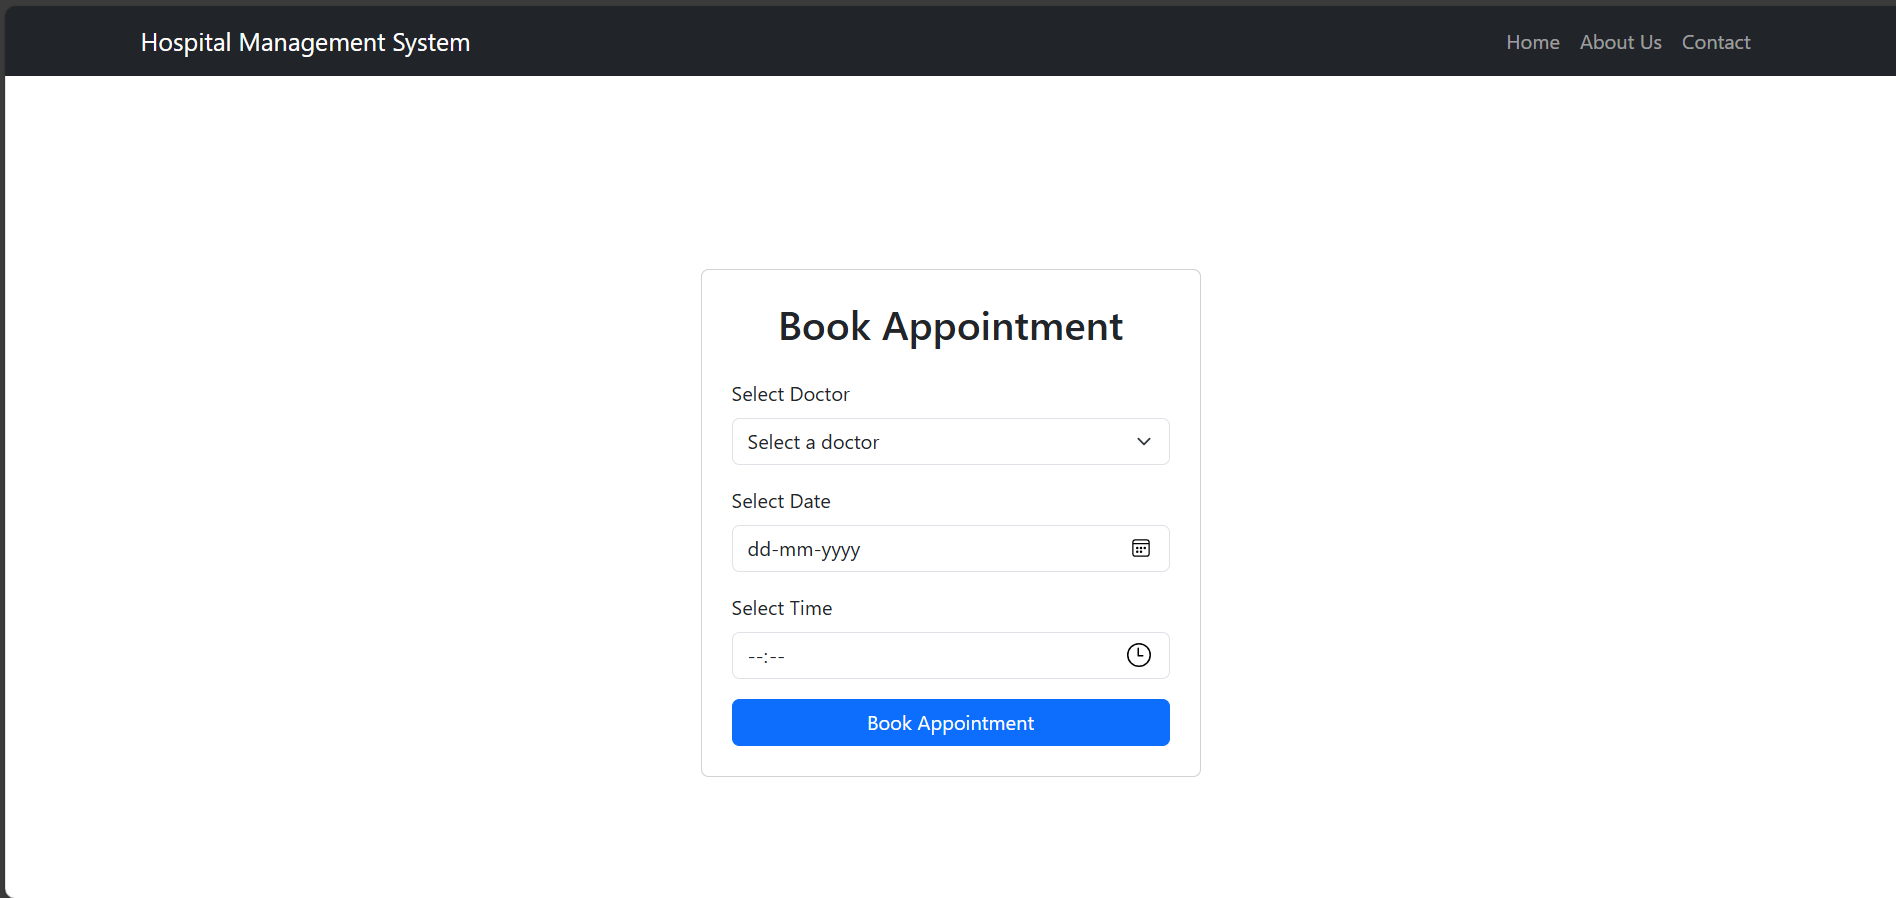 Hospital Management System
Home About Us Contact
Book Appointment
Select Doctor
Select a doctor
Select Date
dd-mm-yyyy
Select Time
--:--
Book Appointment